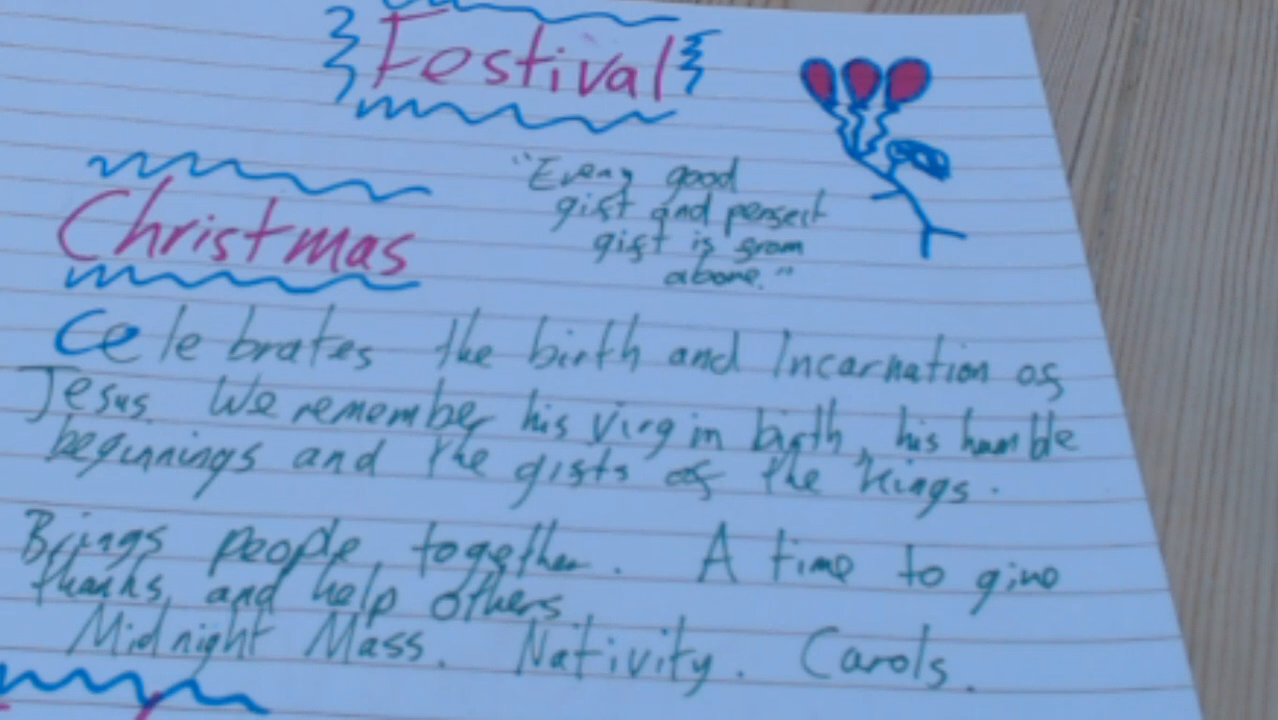 Festival
Christmas
"Every good
gift and perfect
gift is from
above."
Celebrates the birth and Incarnation of
Jesus. We remember his virgin birth, his humble
beginnings and the gifts of the kings.
Brings people together. A time to give
thanks, and help others.
Midnight Mass. Nativity. Carols.